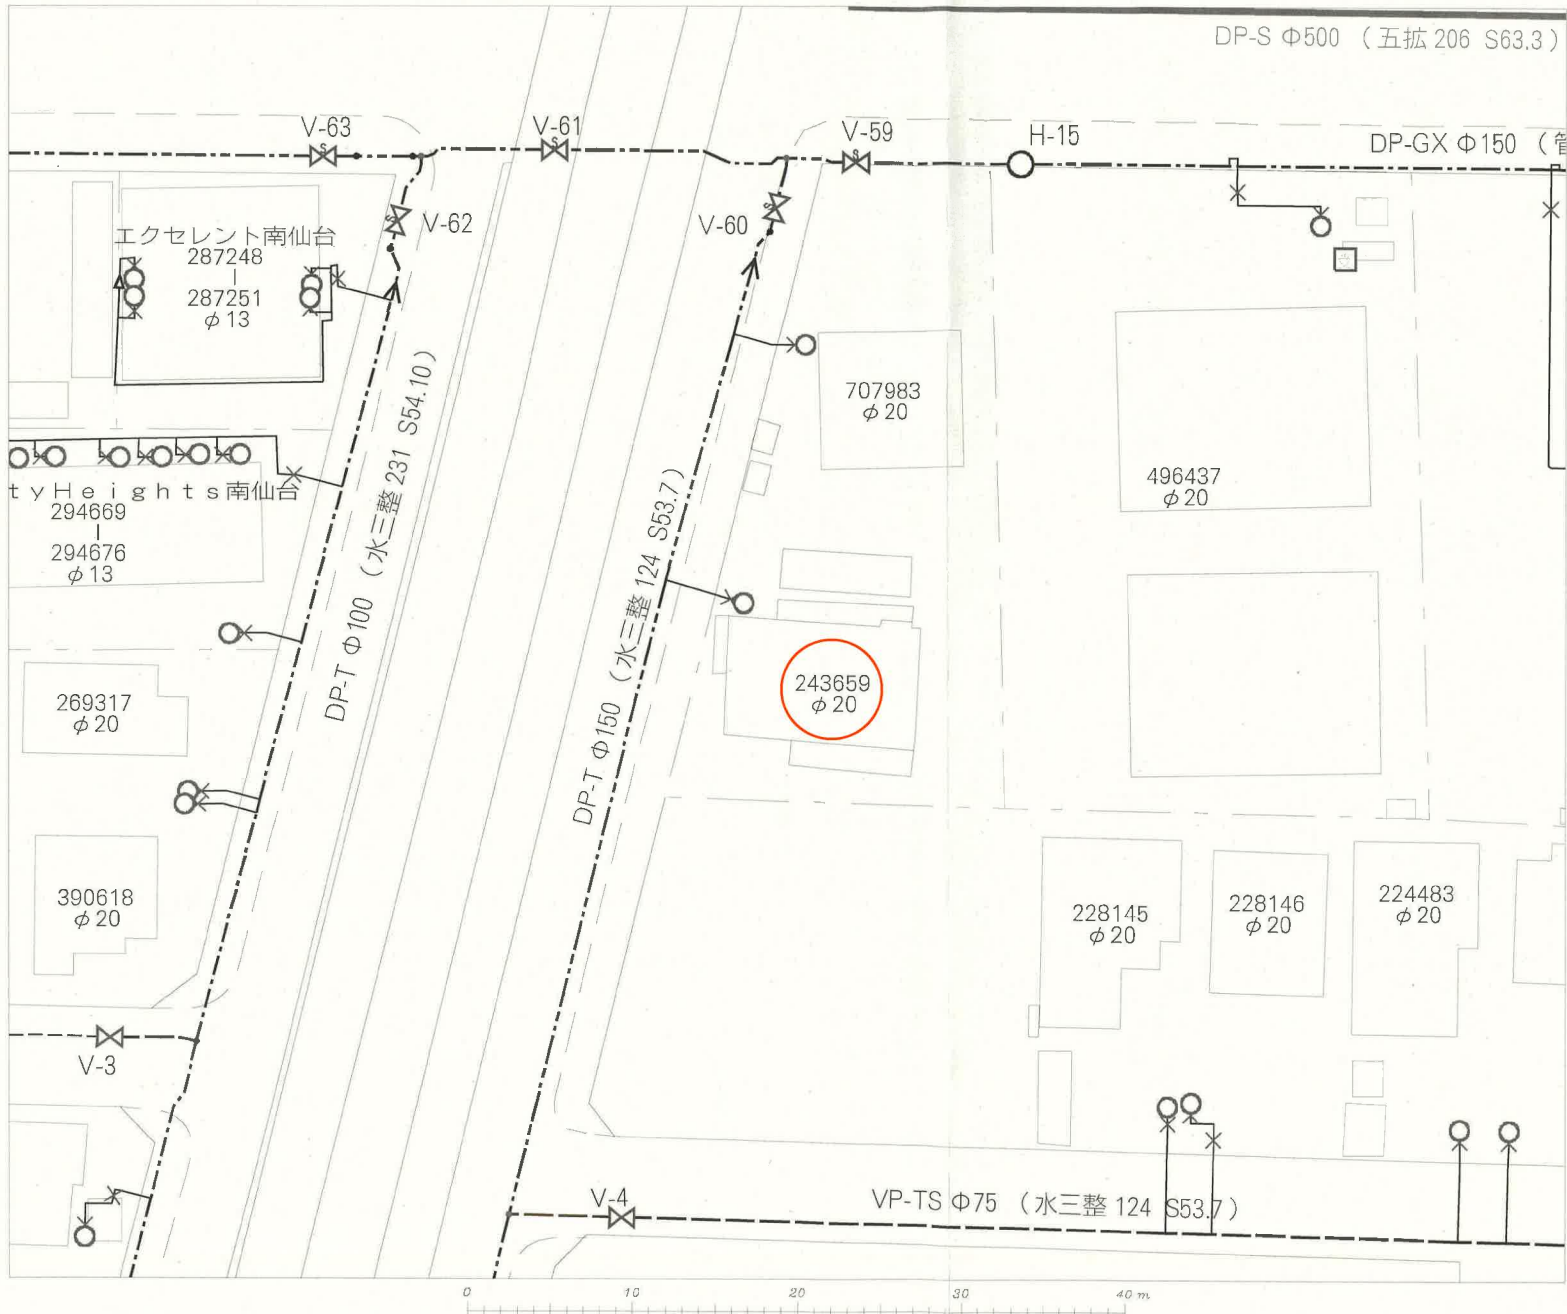 DP-S Φ500 （五拡 206 S63.3）
V-63
V-61
V-59
H-15
DP-GX Φ150 （管
V-62
V-60
エクセレント南仙台
287248
|
287251
φ13
DP-T Φ100 （水三整 231 S54.10）
707983
φ20
496437
φ20
ｔｙＨｅｉｇｈｔｓ南仙台
294669
|
294676
φ13
DP-T Φ150 （水三整 124 S53.7）
269317
φ20
243659
φ20
390618
φ20
228145
φ20
228146
φ20
224483
φ20
V-3
V-4
VP-TS Φ75 （水三整 124 S53.7）
0 10 20 30 40 m